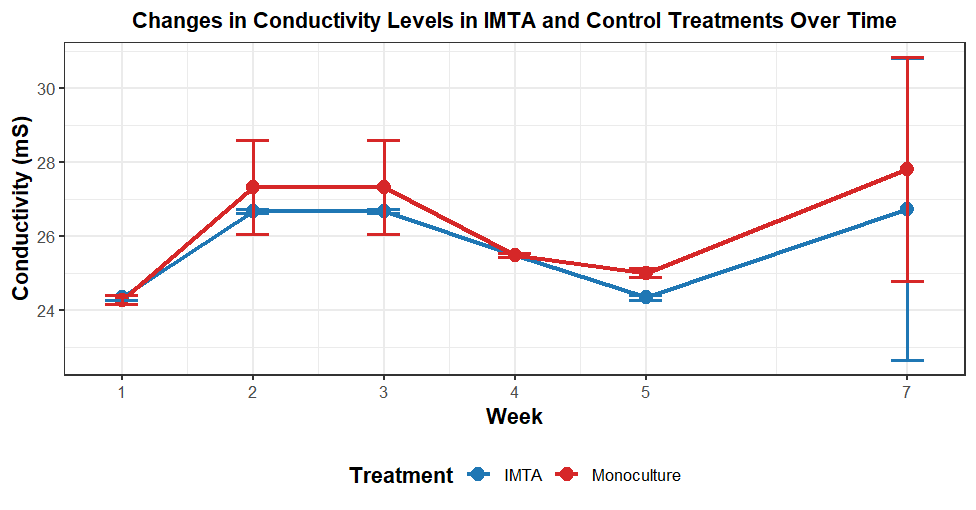 Changes in Conductivity Levels in IMTA and Control Treatments Over Time
Conductivity (mS)
30
28
26
24
1 2 3 4 5 7
Week
Treatment IMTA Monoculture